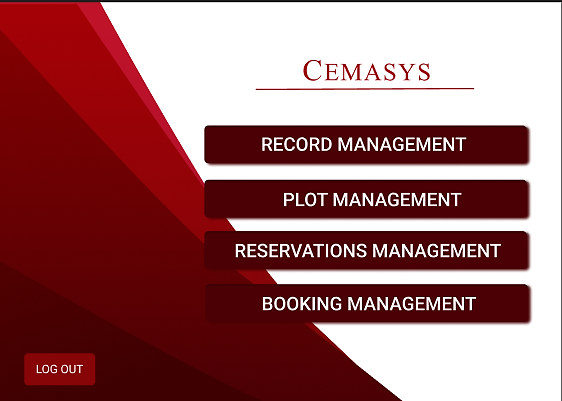 CEMASYS
RECORD MANAGEMENT
PLOT MANAGEMENT
RESERVATIONS MANAGEMENT
BOOKING MANAGEMENT
LOG OUT